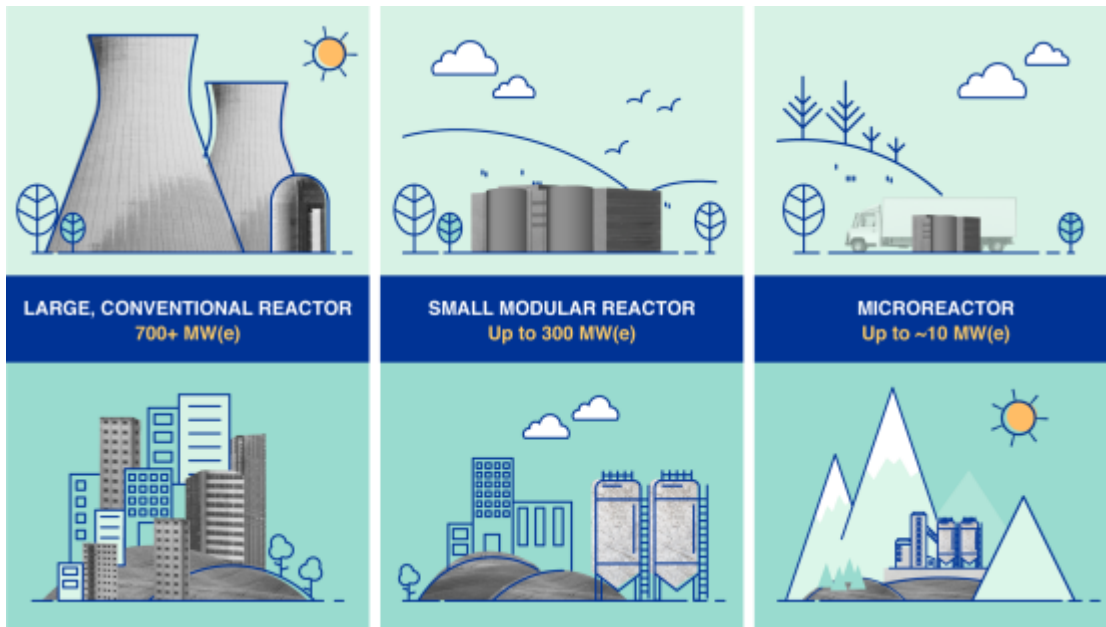 LARGE, CONVENTIONAL REACTOR
700+ MW(e)
SMALL MODULAR REACTOR
Up to 300 MW(e)
MICROREACTOR
Up to ~10 MW(e)